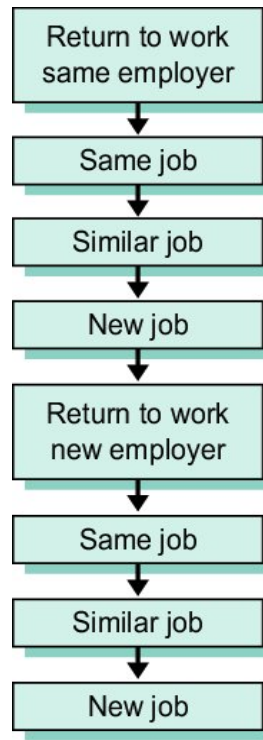 Return to work
same employer
Same job
Similar job
New job
Return to work
new employer
Same job
Similar job
New job